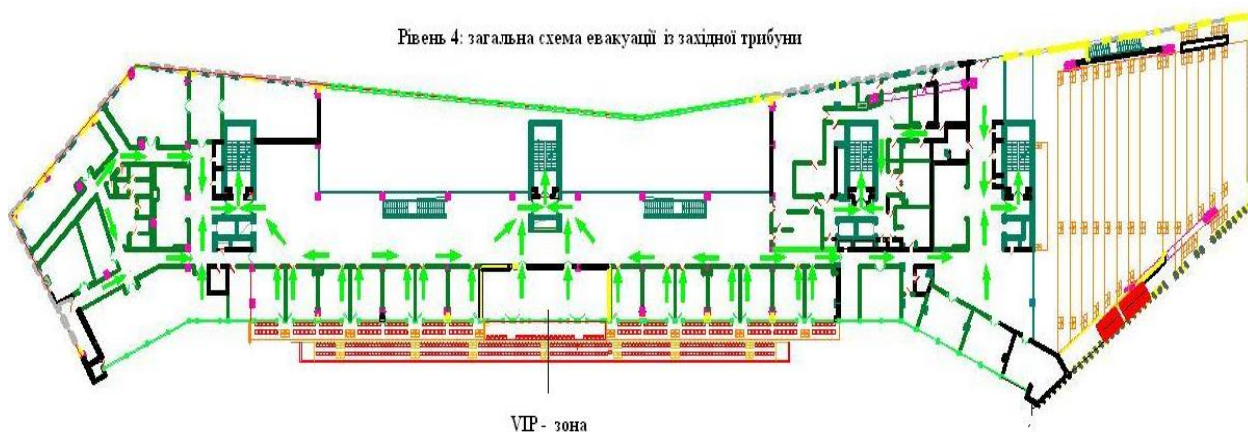 Рівень 4: загальна схема евакуації із західної трибуни
VIP - зона